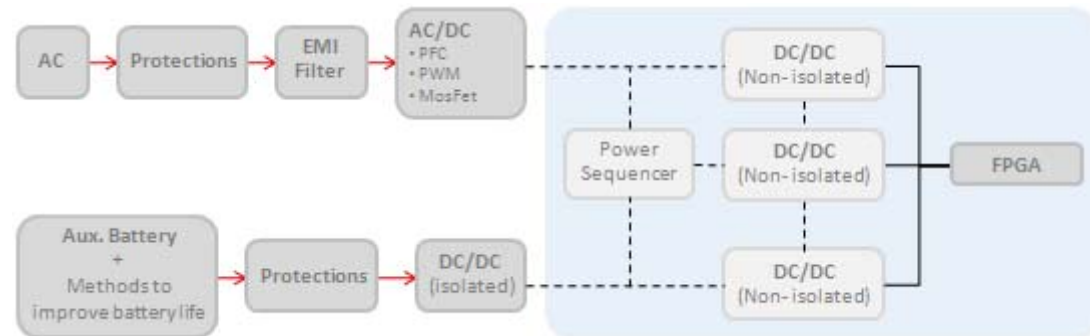 AC
Protections
EMI
Filter
AC/DC
• PFC
• PWM
• MosFet
DC/DC
(Non- isolated)
Power
Sequencer
DC/DC
(Non- isolated)
FPGA
Aux. Battery
+
Methods to
improve battery life
Protections
DC/DC
(isolated)
DC/DC
(Non- isolated)